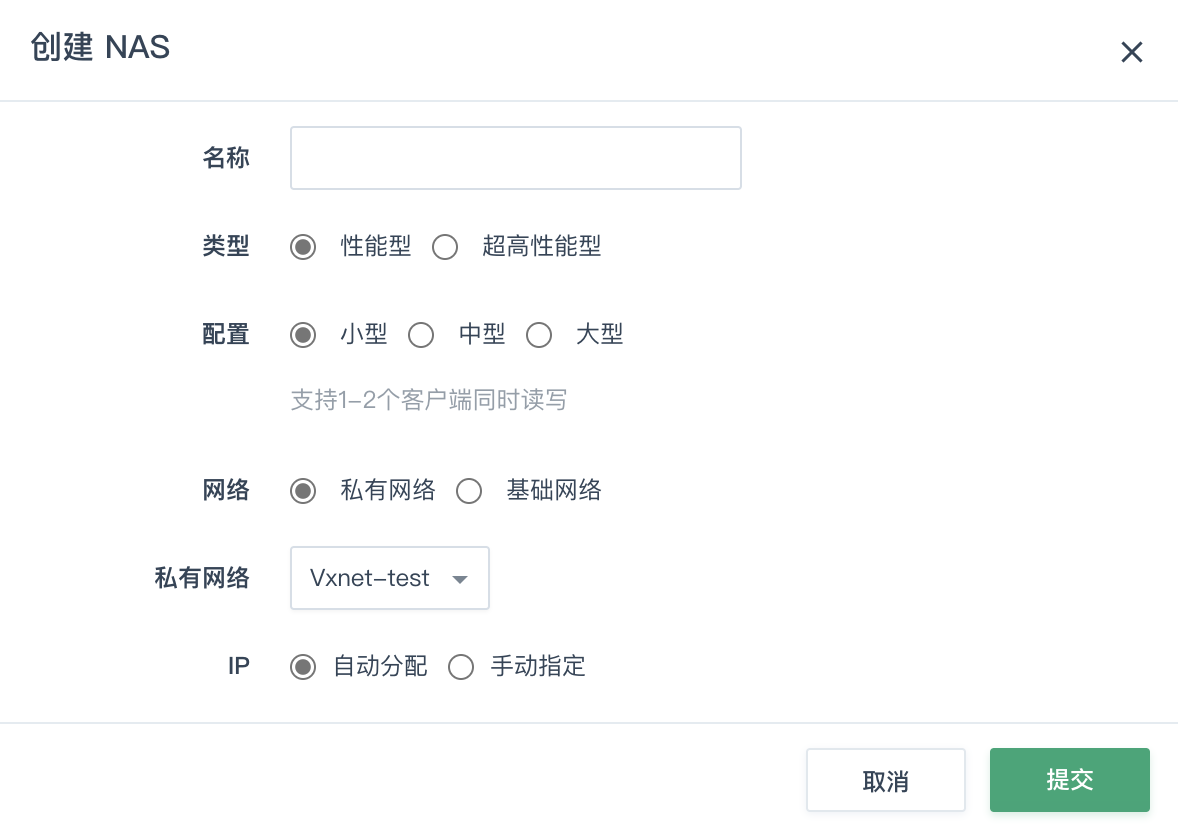 创建 NAS
名称
类型 性能型 超高性能型
配置 小型 中型 大型
支持1-2个客户端同时读写
网络 私有网络 基础网络
私有网络 Vxnet-test
IP 自动分配 手动指定
取消 提交